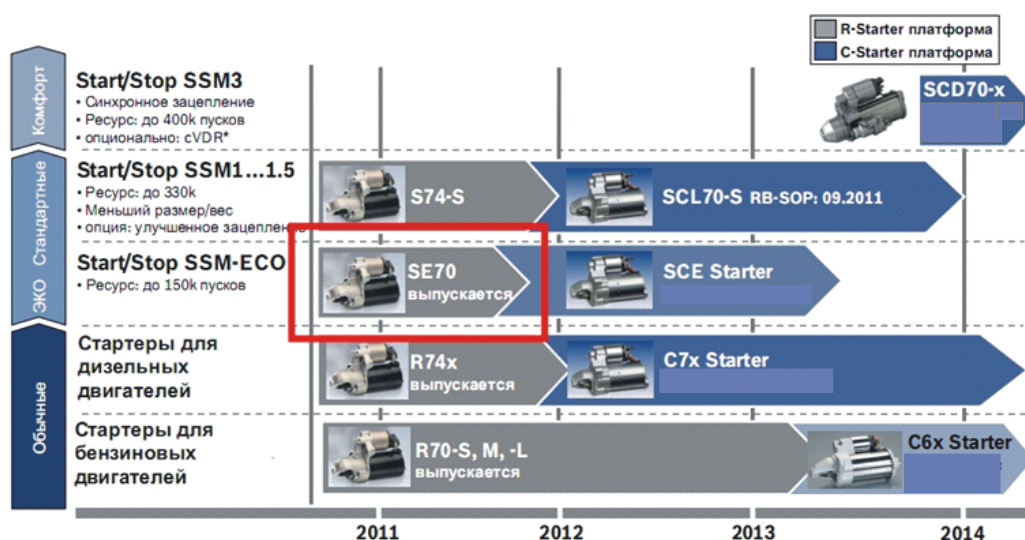 R-Starter платформа
C-Starter платформа
Комфорт
Start/Stop SSM3
• Синхронное зацепление
• Ресурс: до 400k пусков
• опционально: cVDR*
SCD70-x
Стандартные
Start/Stop SSM1...1.5
• Ресурс: до 330k
• Меньший размер/вес
• опция: улучшенное зацепление
S74-S
SCL70-S RB-SOP: 09.2011
ЭКО
Start/Stop SSM-ECO
• Ресурс: до 150k пусков
SE70
выпускается
SCE Starter
Обычные
Стартеры для
дизельных
двигателей
R74x
выпускается
C7x Starter
Стартеры для
бензиновых
двигателей
R70-S, M, -L
выпускается
C6x Starter
2011
2012
2013
2014